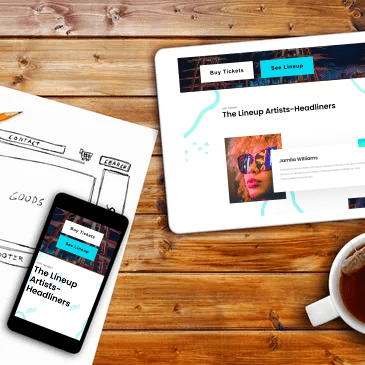 Buy Tickets
See Lineup
The Lineup Artists-Headliners
Jamila Williams
CONTACT
SEARCH
GOODS
OOTER
Buy Tickets
See Lineup
The Lineup
Artists-
Headliners